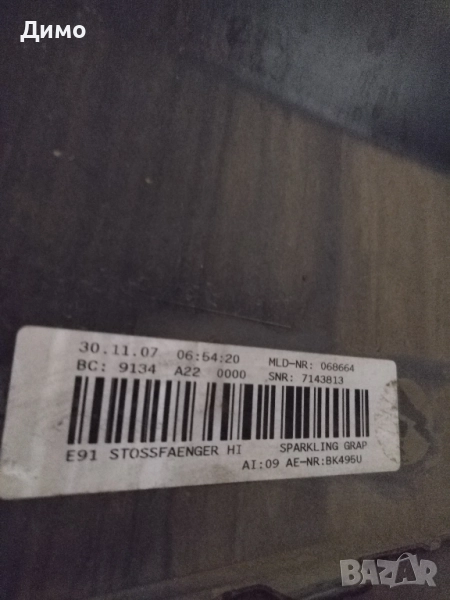 Димо
30.11.07 06:54:20 MLD-NR: 068664
BC: 9134 A22 0000 SNR: 7143813
E91 STOSSFAENGER HI SPARKLING GRAP
AI:09 AE-NR:BK496U
BAZAR